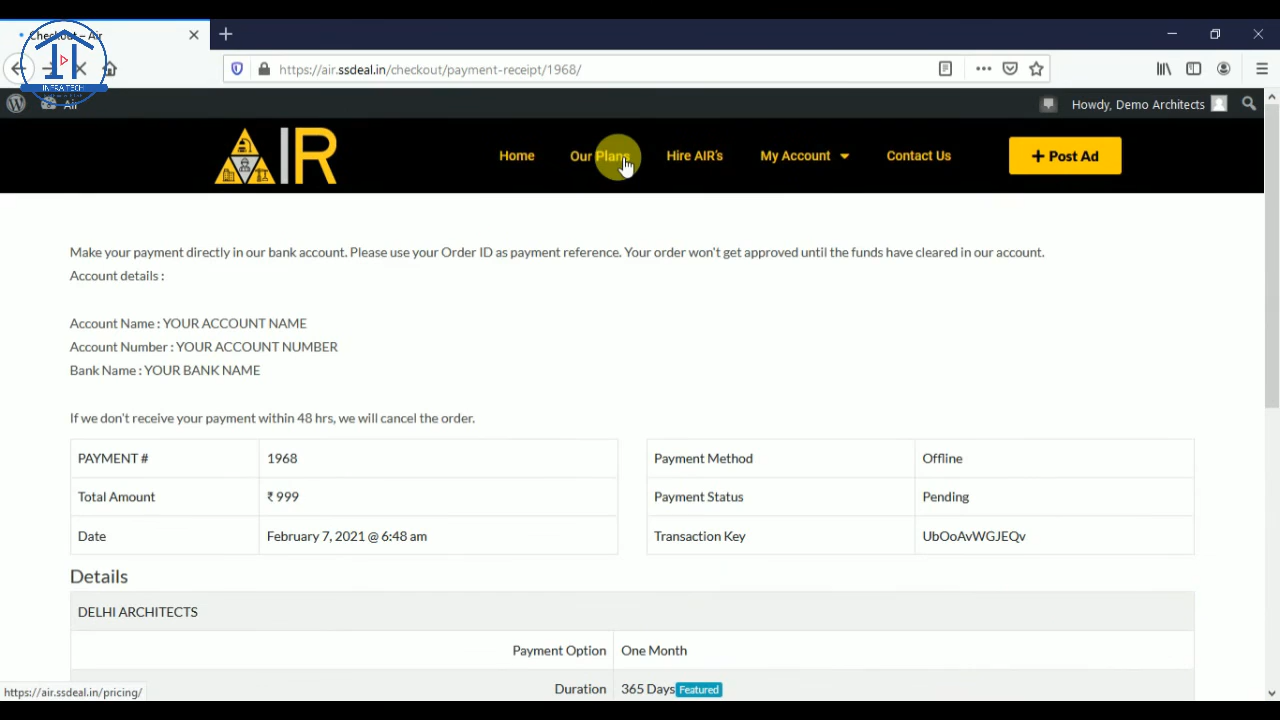 Checkout – Air
https://air.ssdeal.in/checkout/payment-receipt/1968/
INFRA TECH
Air
Howdy, Demo Architects
AIR
Home
Our Plans
Hire AIR's
My Account
Contact Us
+ Post Ad
Make your payment directly in our bank account. Please use your Order ID as payment reference. Your order won't get approved until the funds have cleared in our account.
Account details :
Account Name : YOUR ACCOUNT NAME
Account Number : YOUR ACCOUNT NUMBER
Bank Name : YOUR BANK NAME
If we don't receive your payment within 48 hrs, we will cancel the order.
PAYMENT # 1968
Payment Method Offline
Total Amount ₹ 999
Payment Status Pending
Date February 7, 2021 @ 6:48 am
Transaction Key UbOoAvWGJEQv
Details
DELHI ARCHITECTS
Payment Option One Month
Duration 365 Days Featured
https://air.ssdeal.in/pricing/